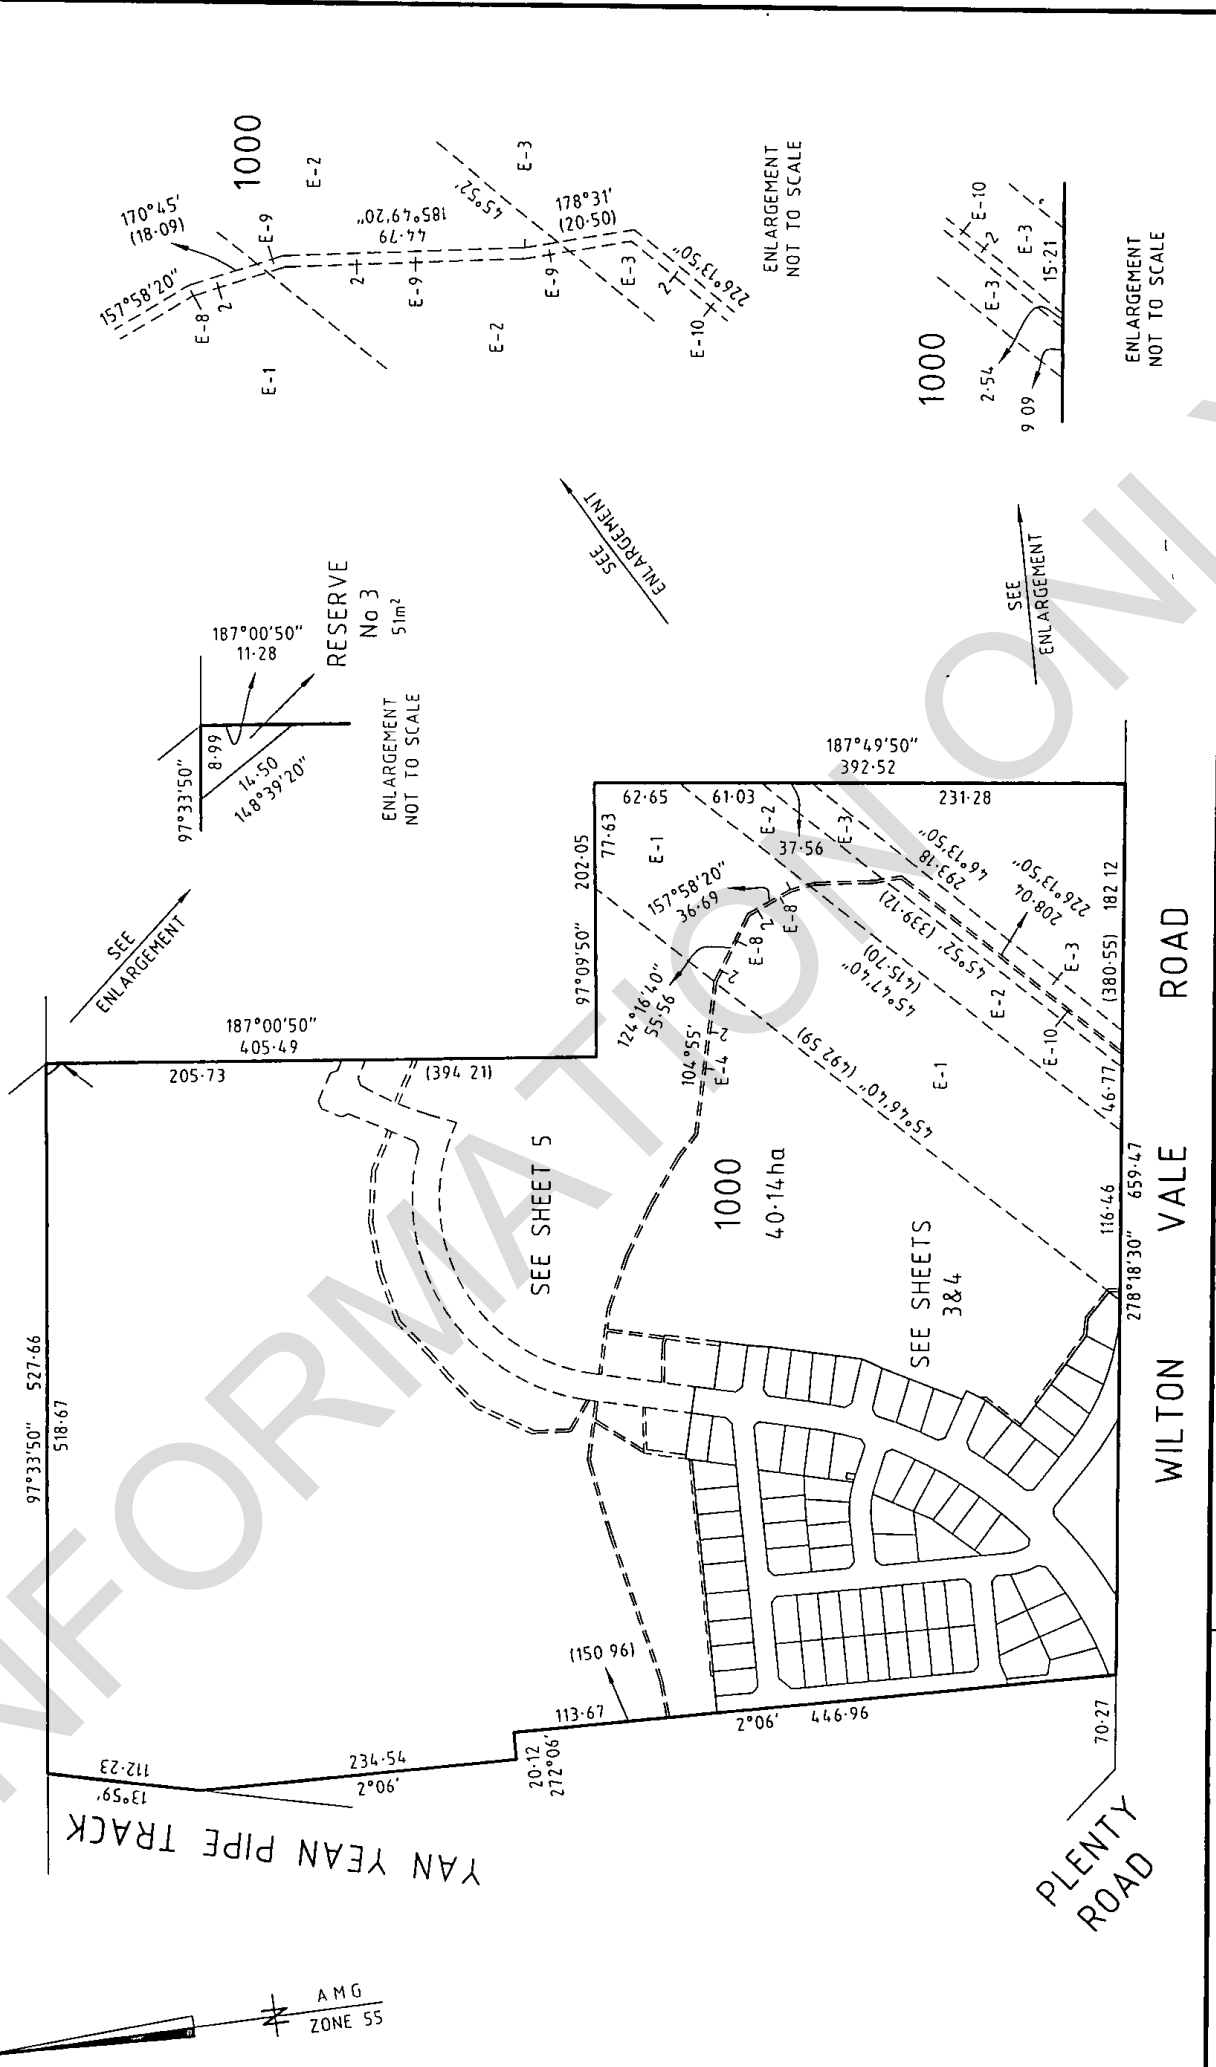 1000
E-2
E-3
170°45'
(18·09)
E-9
157°58'20"
E-8
2
E-1
185°49'20"
44·79
2
E-9
45°52'
178°31'
(20·50)
E-9
E-3
E-2
2
226°13'50"
E-10
ENLARGEMENT
NOT TO SCALE
1000
E-10
2
E-3
E-3
15·21
2·54
9 09
ENLARGEMENT
NOT TO SCALE
SEE
ENLARGEMENT
SEE
ENLARGEMENT
RESERVE
No 3
51m²
187°00'50"
11·28
97°33'50"
8·99
14·50
148°39'20"
ENLARGEMENT
NOT TO SCALE
SEE
ENLARGEMENT
187°00'50"
405·49
205·73
(394 21)
187°49'50"
392·52
62·65
61·03
231·28
97°09'50"
202·05
77·63
E-1
E-2
37·56
E-3
157°58'20"
36·69
E-8
2
E-8
124°16'40"
55·56
2
104°55'
2
E-4
46°13'50"
293·18
(339·12)
45°52'
226°13'50"
208·04
(415·70)
45°47'40"
E-3
E-2
E-10
45°46'40" (492 59)
E-1
(380·55)
182 12
46·77
116·46
278°18'30" 659·47
1000
40·14ha
SEE SHEET 5
SEE SHEETS
3&4
97°33'50" 527·66
518·67
(150 96)
113·67
2°06' 446·96
70·27
20·12
272°06'
234·54
2°06'
112·23
13°59'
WILTON VALE ROAD
YAN YEAN PIPE TRACK
PLENTY
ROAD
A M G
ZONE 55
INFORMATION ONLY